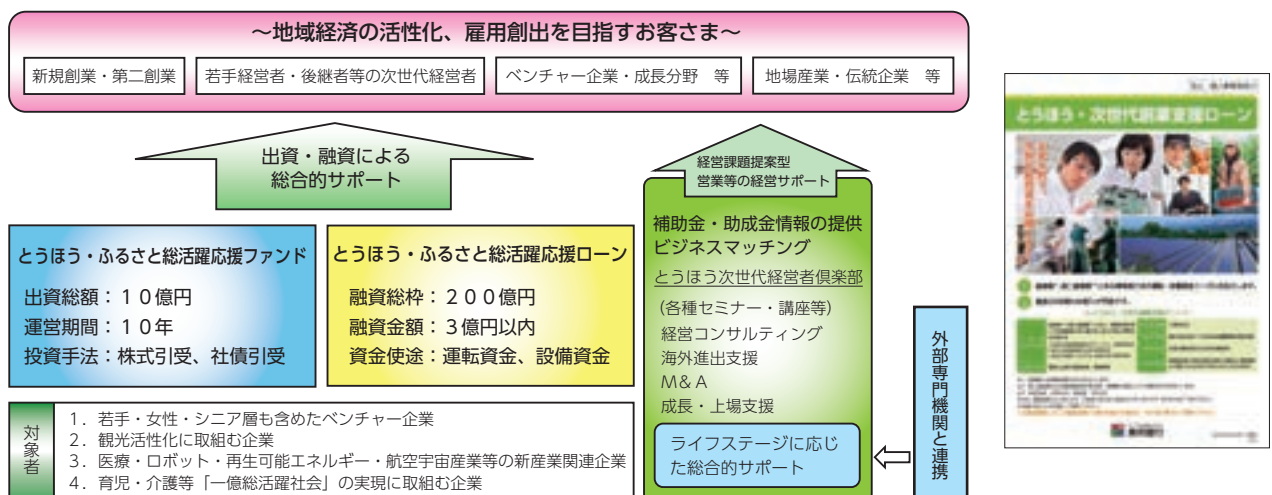 ～地域経済の活性化、雇用創出を目指すお客さま～
新規創業・第二創業
若手経営者・後継者等の次世代経営者
ベンチャー企業・成長分野　等
地場産業・伝統企業　等
出資・融資による
総合的サポート
経営課題提案型
営業等の経営サポート
とうほう・ふるさと総活躍応援ファンド
出資総額：１０億円
運営期間：１０年
投資手法：株式引受、社債引受
とうほう・ふるさと総活躍応援ローン
融資総枠：２００億円
融資金額：３億円以内
資金使途：運転資金、設備資金
対象者
1．若手・女性・シニア層も含めたベンチャー企業
2．観光活性化に取組む企業
3．医療・ロボット・再生可能エネルギー・航空宇宙産業等の新産業関連企業
4．育児・介護等「一億総活躍社会」の実現に取組む企業
補助金・助成金情報の提供
ビジネスマッチング
とうほう次世代経営者倶楽部
(各種セミナー・講座等)
経営コンサルティング
海外進出支援
M&A
成長・上場支援
ライフステージに応じ
た総合的サポート
外部専門機関と連携
とうほう・次世代創業支援ローン